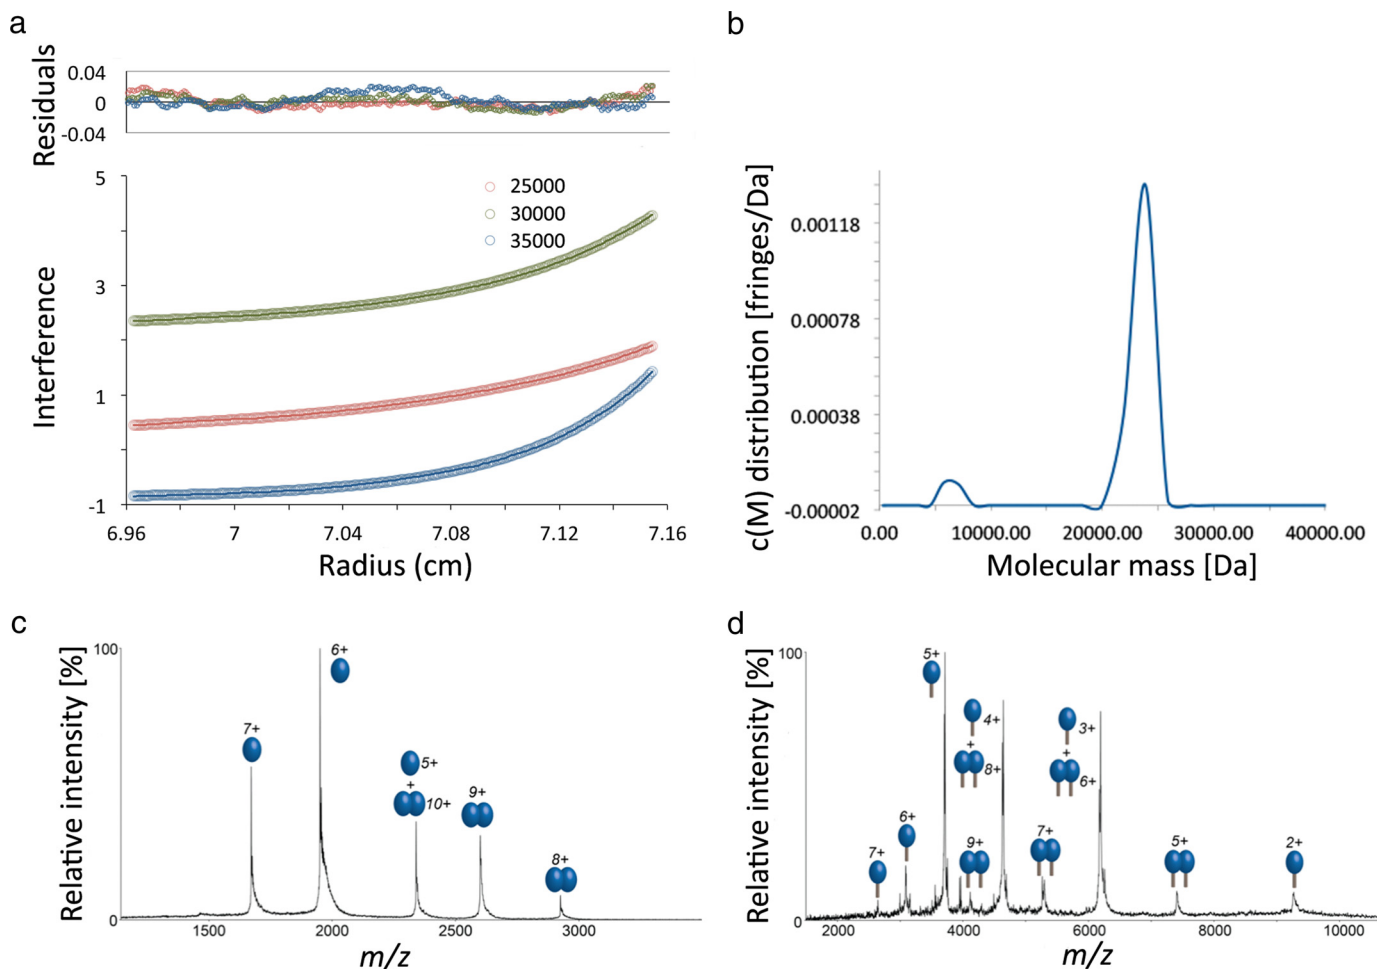 a
Residuals
0.04
0
-0.04
Interference
5
3
1
-1
25000
30000
35000
6.96 7 7.04 7.08 7.12 7.16
Radius (cm)
b
c(M) distribution [fringes/Da]
0.00118
0.00078
0.00038
-0.00002
0.00 10000.00 20000.00 30000.00 40000.00
Molecular mass [Da]
c
Relative intensity [%]
100
0
7+
6+
5+
+
10+
9+
8+
1500 2000 2500 3000
m/z
d
Relative intensity [%]
100
0
7+
6+
5+
4+
+
8+
9+
7+
3+
+
6+
5+
2+
2000 4000 6000 8000 10000
m/z